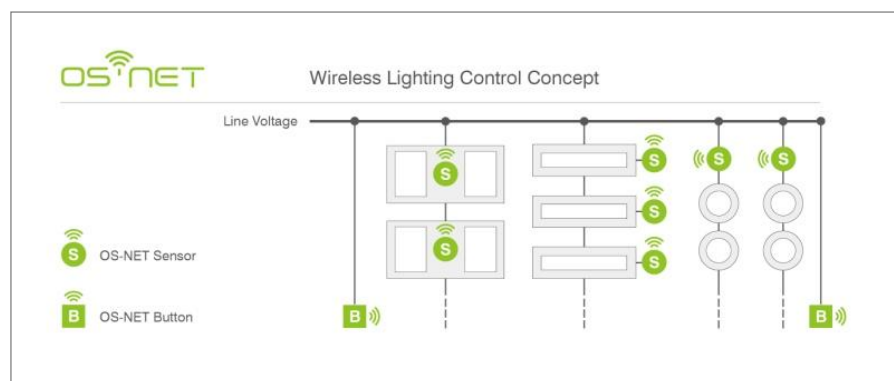 OS·NET
Wireless Lighting Control Concept
Line Voltage
S
S
S
S
S
S
S
S
OS-NET Sensor
B
OS-NET Button
B
B